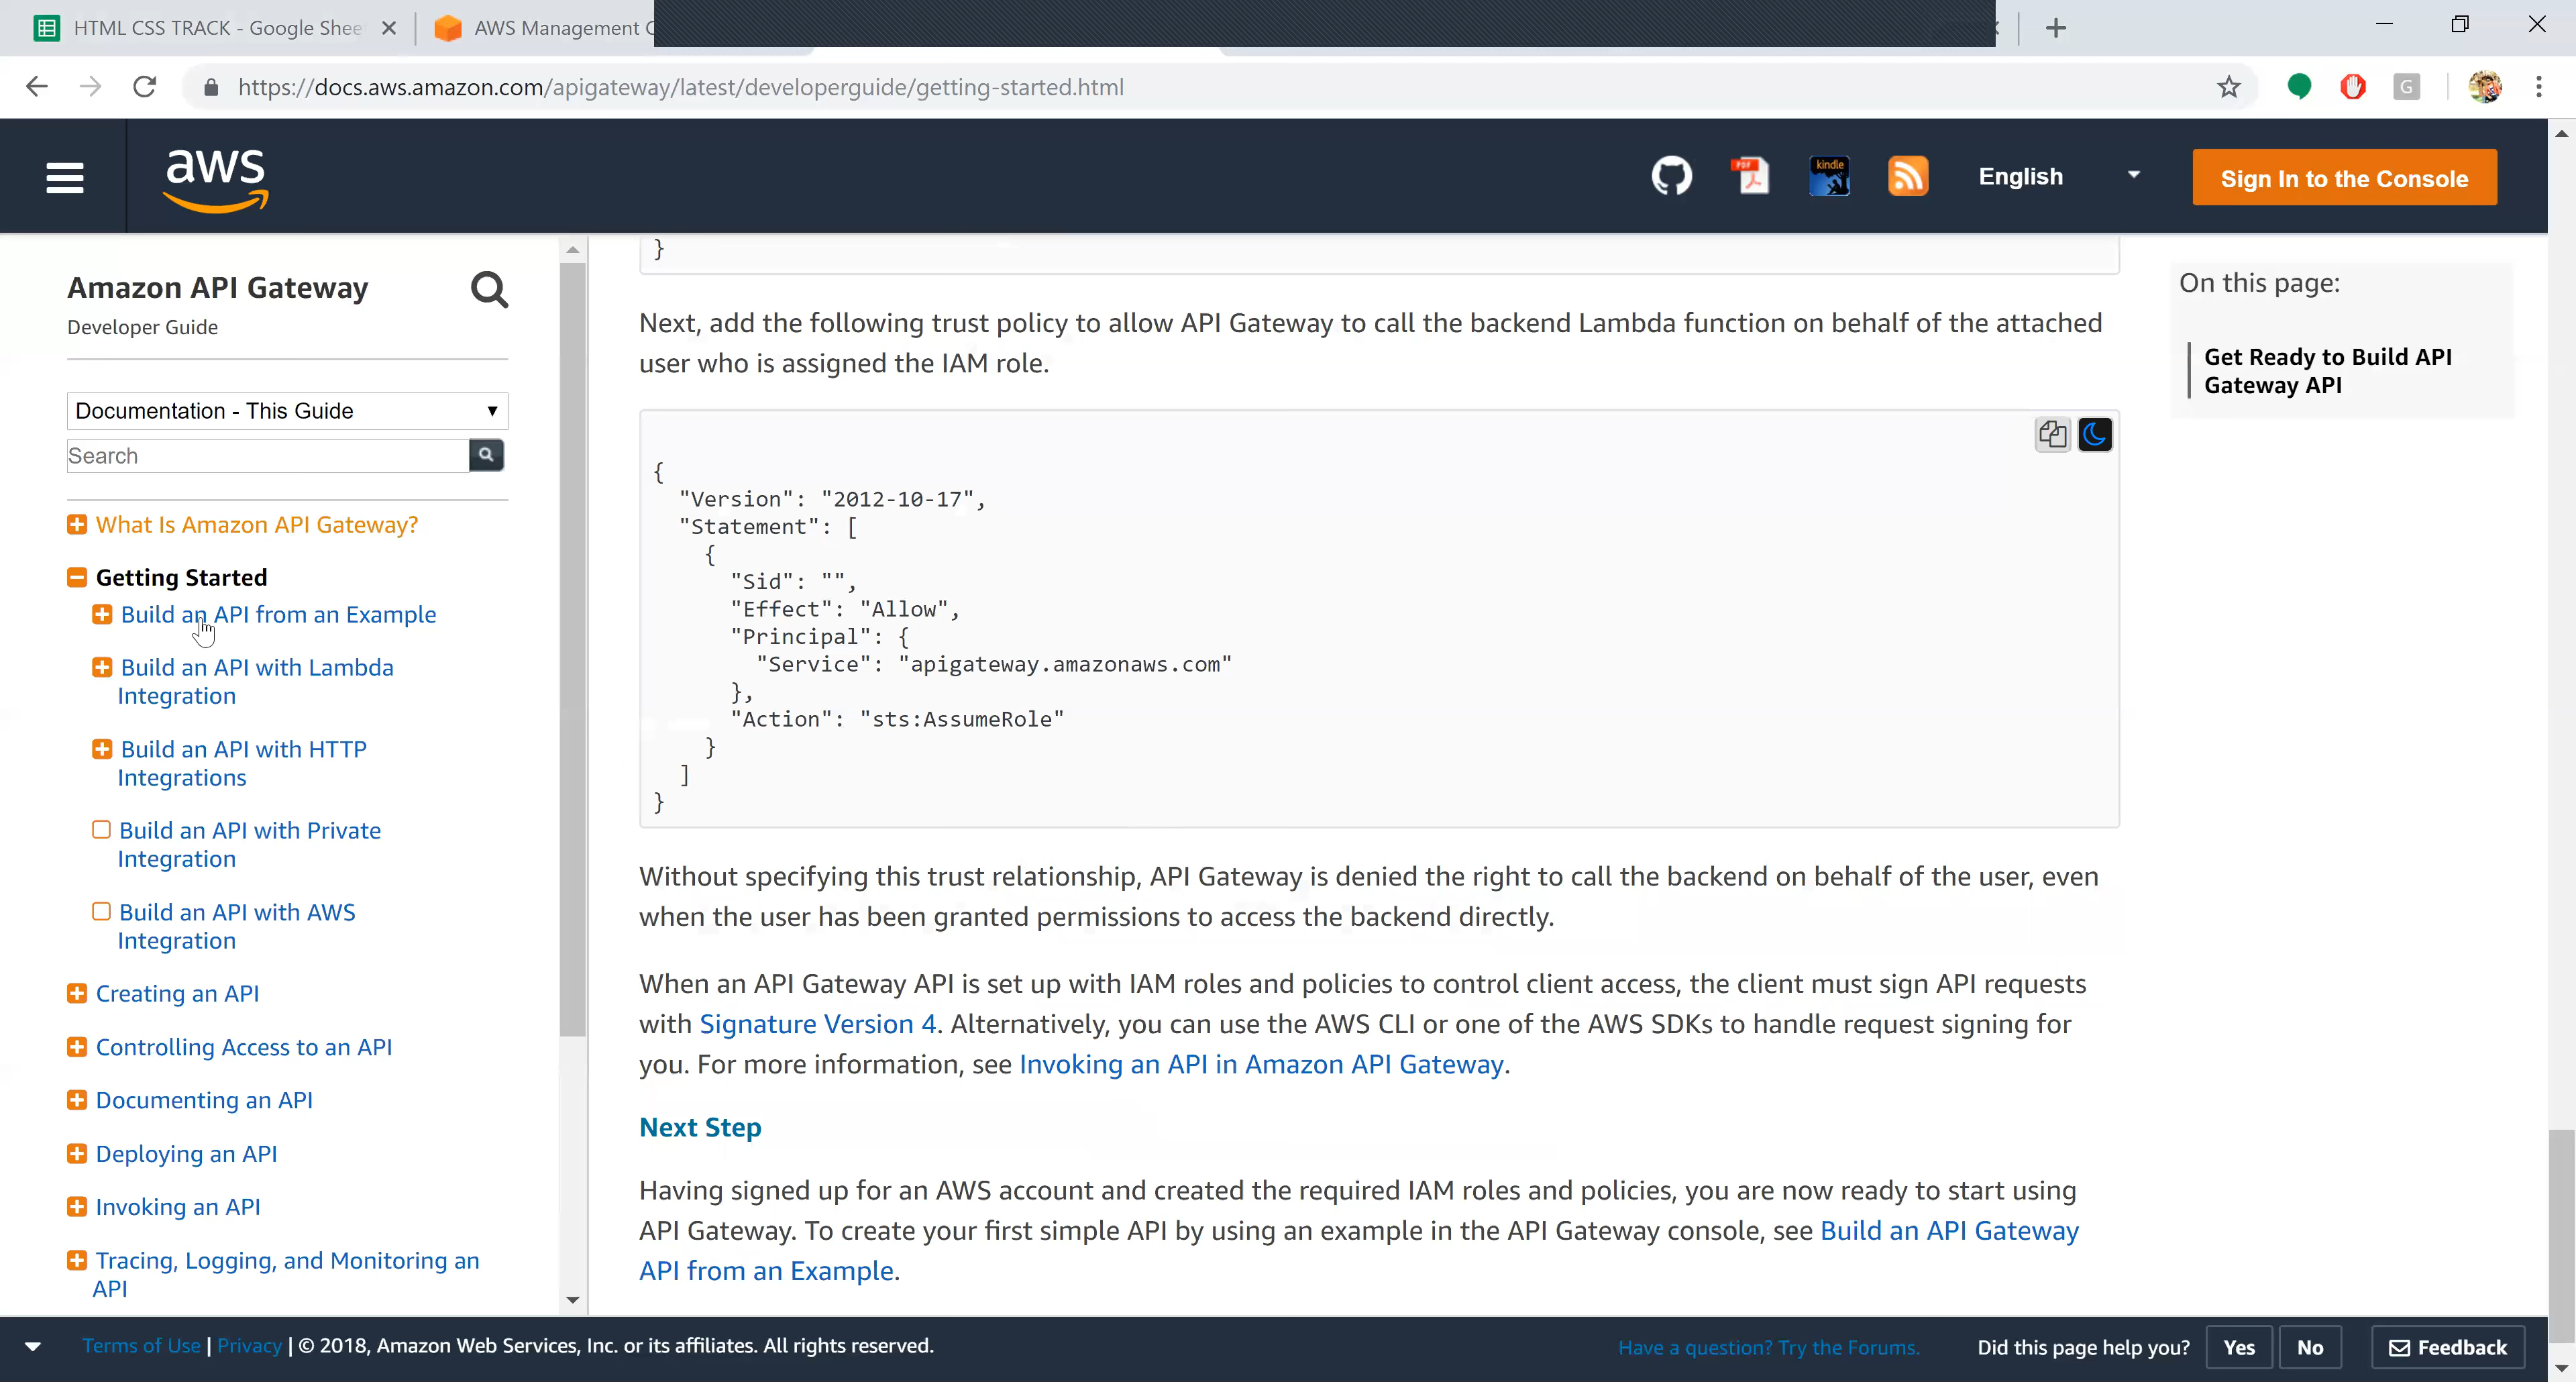 HTML CSS TRACK - Google Shee
AWS Management
https://docs.aws.amazon.com/apigateway/latest/developerguide/getting-started.html
G
aws
PDF
kindle
English
Sign In to the Console
Amazon API Gateway
Developer Guide
Documentation - This Guide
Search
What Is Amazon API Gateway?
Getting Started
Build an API from an Example
Build an API with Lambda
Integration
Build an API with HTTP
Integrations
Build an API with Private
Integration
Build an API with AWS
Integration
Creating an API
Controlling Access to an API
Documenting an API
Deploying an API
Invoking an API
Tracing, Logging, and Monitoring an
API
}
Next, add the following trust policy to allow API Gateway to call the backend Lambda function on behalf of the attached
user who is assigned the IAM role.
{
"Version": "2012-10-17",
"Statement": [
{
"Sid": "",
"Effect": "Allow",
"Principal": {
"Service": "apigateway.amazonaws.com"
},
"Action": "sts:AssumeRole"
}
]
}
Without specifying this trust relationship, API Gateway is denied the right to call the backend on behalf of the user, even
when the user has been granted permissions to access the backend directly.
When an API Gateway API is set up with IAM roles and policies to control client access, the client must sign API requests
with Signature Version 4. Alternatively, you can use the AWS CLI or one of the AWS SDKs to handle request signing for
you. For more information, see Invoking an API in Amazon API Gateway.
Next Step
Having signed up for an AWS account and created the required IAM roles and policies, you are now ready to start using
API Gateway. To create your first simple API by using an example in the API Gateway console, see Build an API Gateway
API from an Example.
On this page:
Get Ready to Build API
Gateway API
Terms of Use | Privacy | © 2018, Amazon Web Services, Inc. or its affiliates. All rights reserved.
Have a question? Try the Forums.
Did this page help you?
Yes
No
Feedback